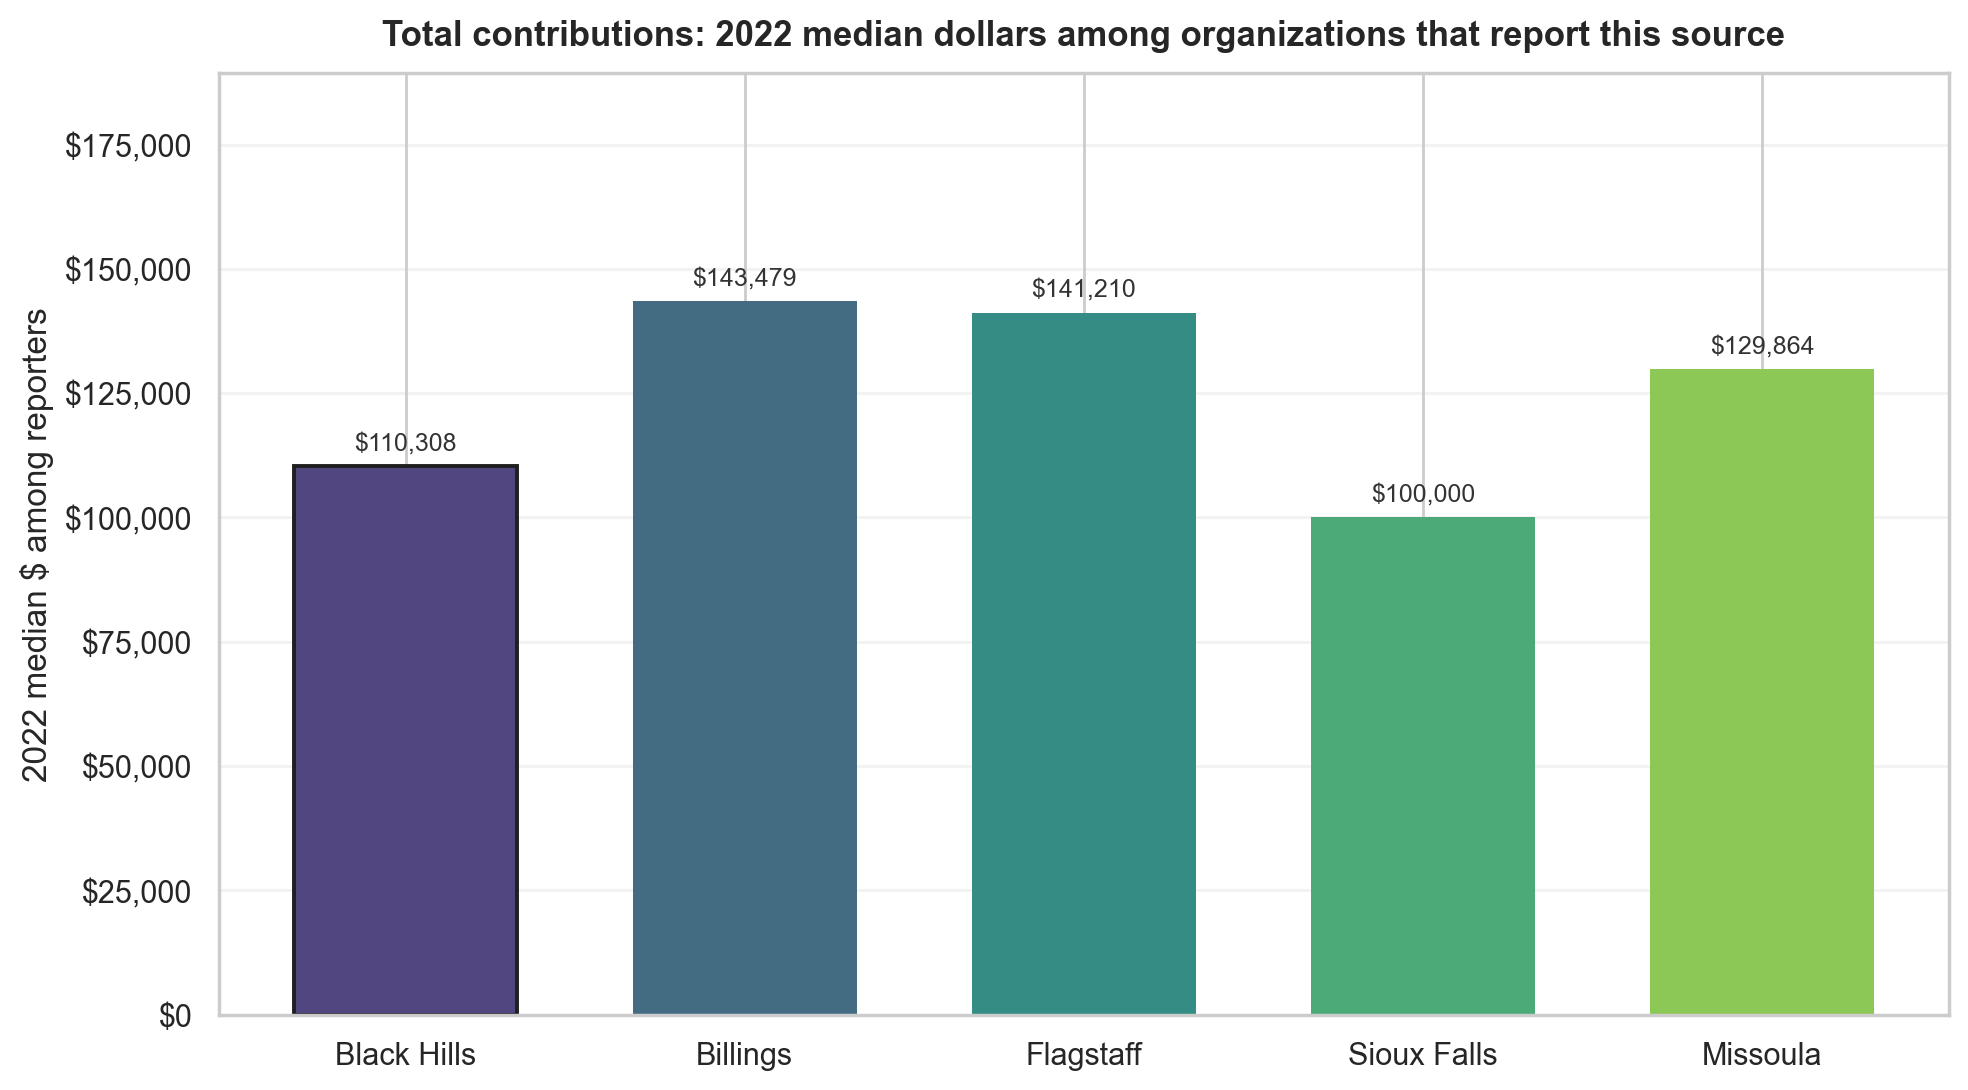 Total contributions: 2022 median dollars among organizations that report this source
2022 median $ among reporters
$175,000
$150,000
$125,000
$100,000
$75,000
$50,000
$25,000
$0
$110,308
$143,479
$141,210
$100,000
$129,864
Black Hills
Billings
Flagstaff
Sioux Falls
Missoula